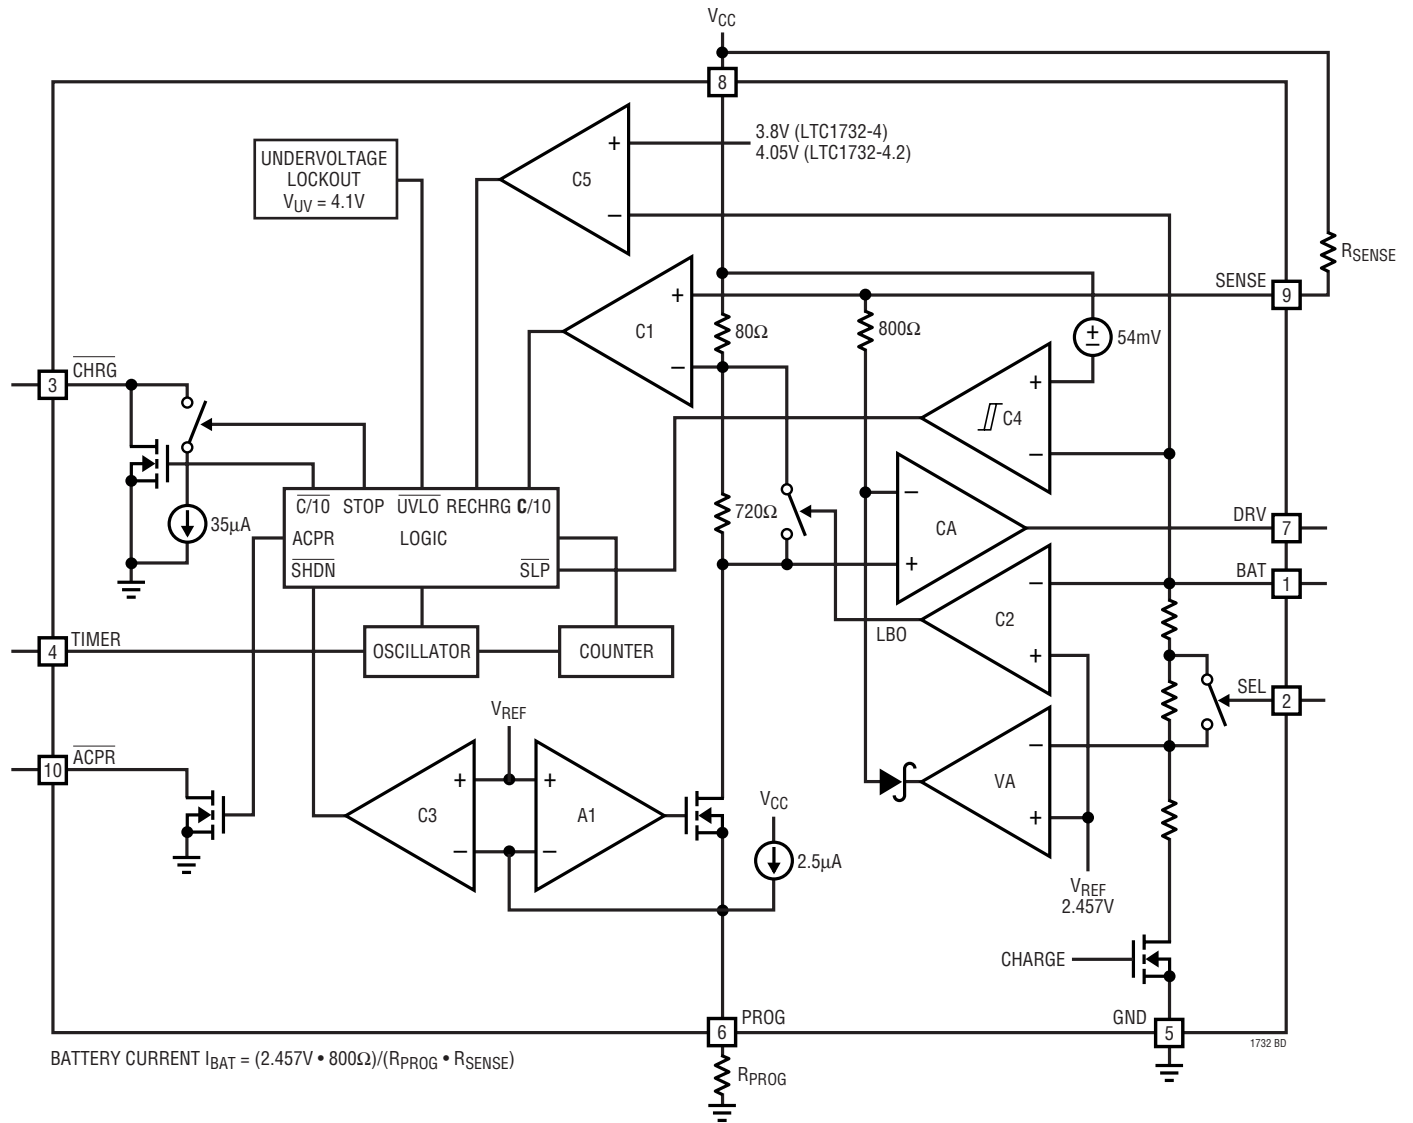 VCC
8
3.8V (LTC1732-4)
4.05V (LTC1732-4.2)
UNDERVOLTAGE
LOCKOUT
VUV = 4.1V
+
C5
–
RSENSE
SENSE
9
+
C1
–
80Ω
800Ω
+
–
54mV
CHRG
3
+
C4
–
C/10 STOP UVLO RECHRG C/10
ACPR LOGIC
SHDN SLP
35µA
720Ω
–
CA
+
DRV
7
BAT
1
–
C2
+
LBO
TIMER
4
OSCILLATOR
COUNTER
SEL
2
VREF
ACPR
10
+
C3
–
+
A1
–
VCC
2.5µA
–
VA
+
VREF
2.457V
CHARGE
PROG
6
GND
5
1732 BD
BATTERY CURRENT IBAT = (2.457V • 800Ω)/(RPROG • RSENSE)
RPROG